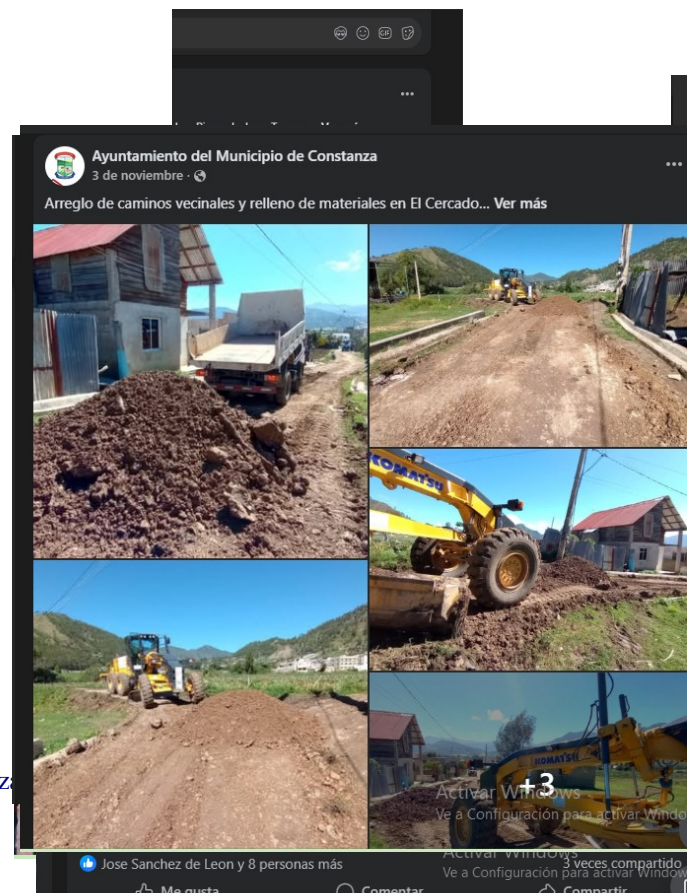 GIF
Ayuntamiento del Municipio de Constanza
3 de noviembre ·
Arreglo de caminos vecinales y relleno de materiales en El Cercado... Ver más
KOMATSU
KOMATSU
+3
Activar Windows
Ve a Configuración para activar Windo
Activar Windows
Jose Sanchez de Leon y 8 personas más
3 veces compartido
Ve a Configuración para activar Windows
Me gusta
Comentar
Compartir